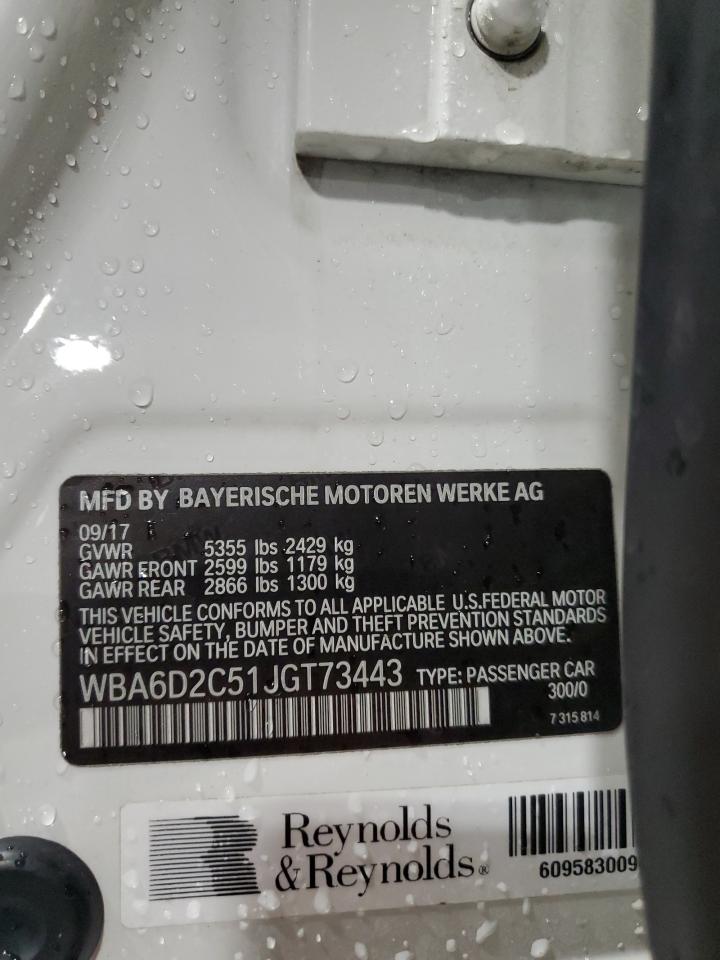 MFD BY BAYERISCHE MOTOREN WERKE AG
09/17
GVWR 5355 lbs 2429 kg
GAWR FRONT 2599 lbs 1179 kg
GAWR REAR 2866 lbs 1300 kg
THIS VEHICLE CONFORMS TO ALL APPLICABLE U.S.FEDERAL MOTOR
VEHICLE SAFETY, BUMPER AND THEFT PREVENTION STANDARDS
IN EFFECT ON THE DATE OF MANUFACTURE SHOWN ABOVE.
WBA6D2C51JGT73443 TYPE: PASSENGER CAR
300/0
7 315 814
Reynolds
&Reynolds®
609583009